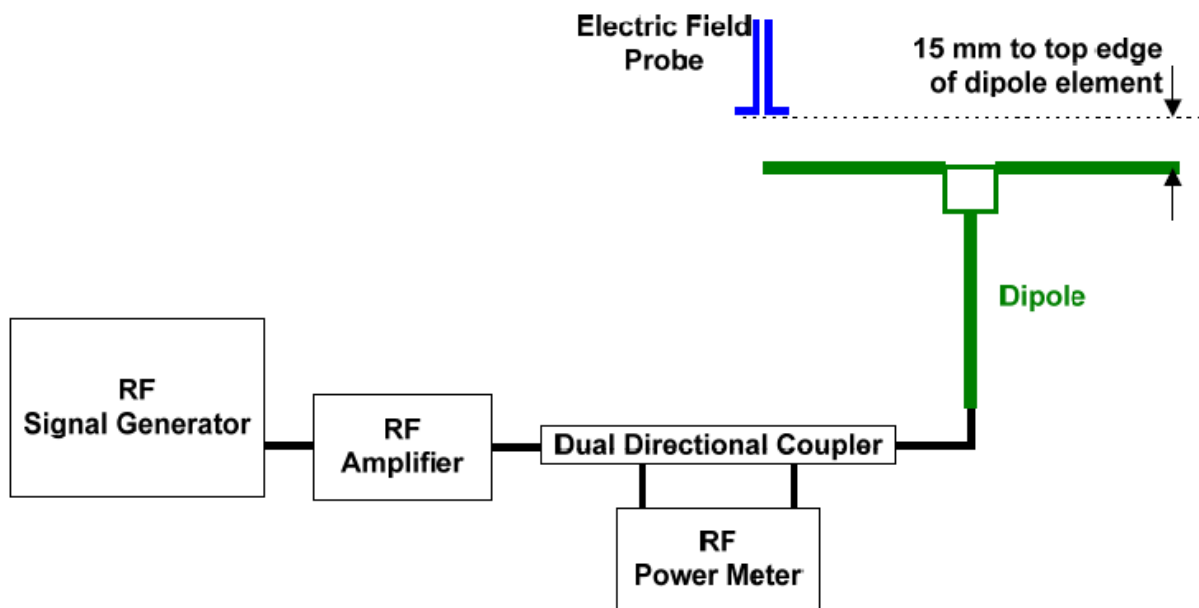 Electric Field
Probe
15 mm to top edge
of dipole element
Dipole
RF
Signal Generator
RF
Amplifier
Dual Directional Coupler
RF
Power Meter